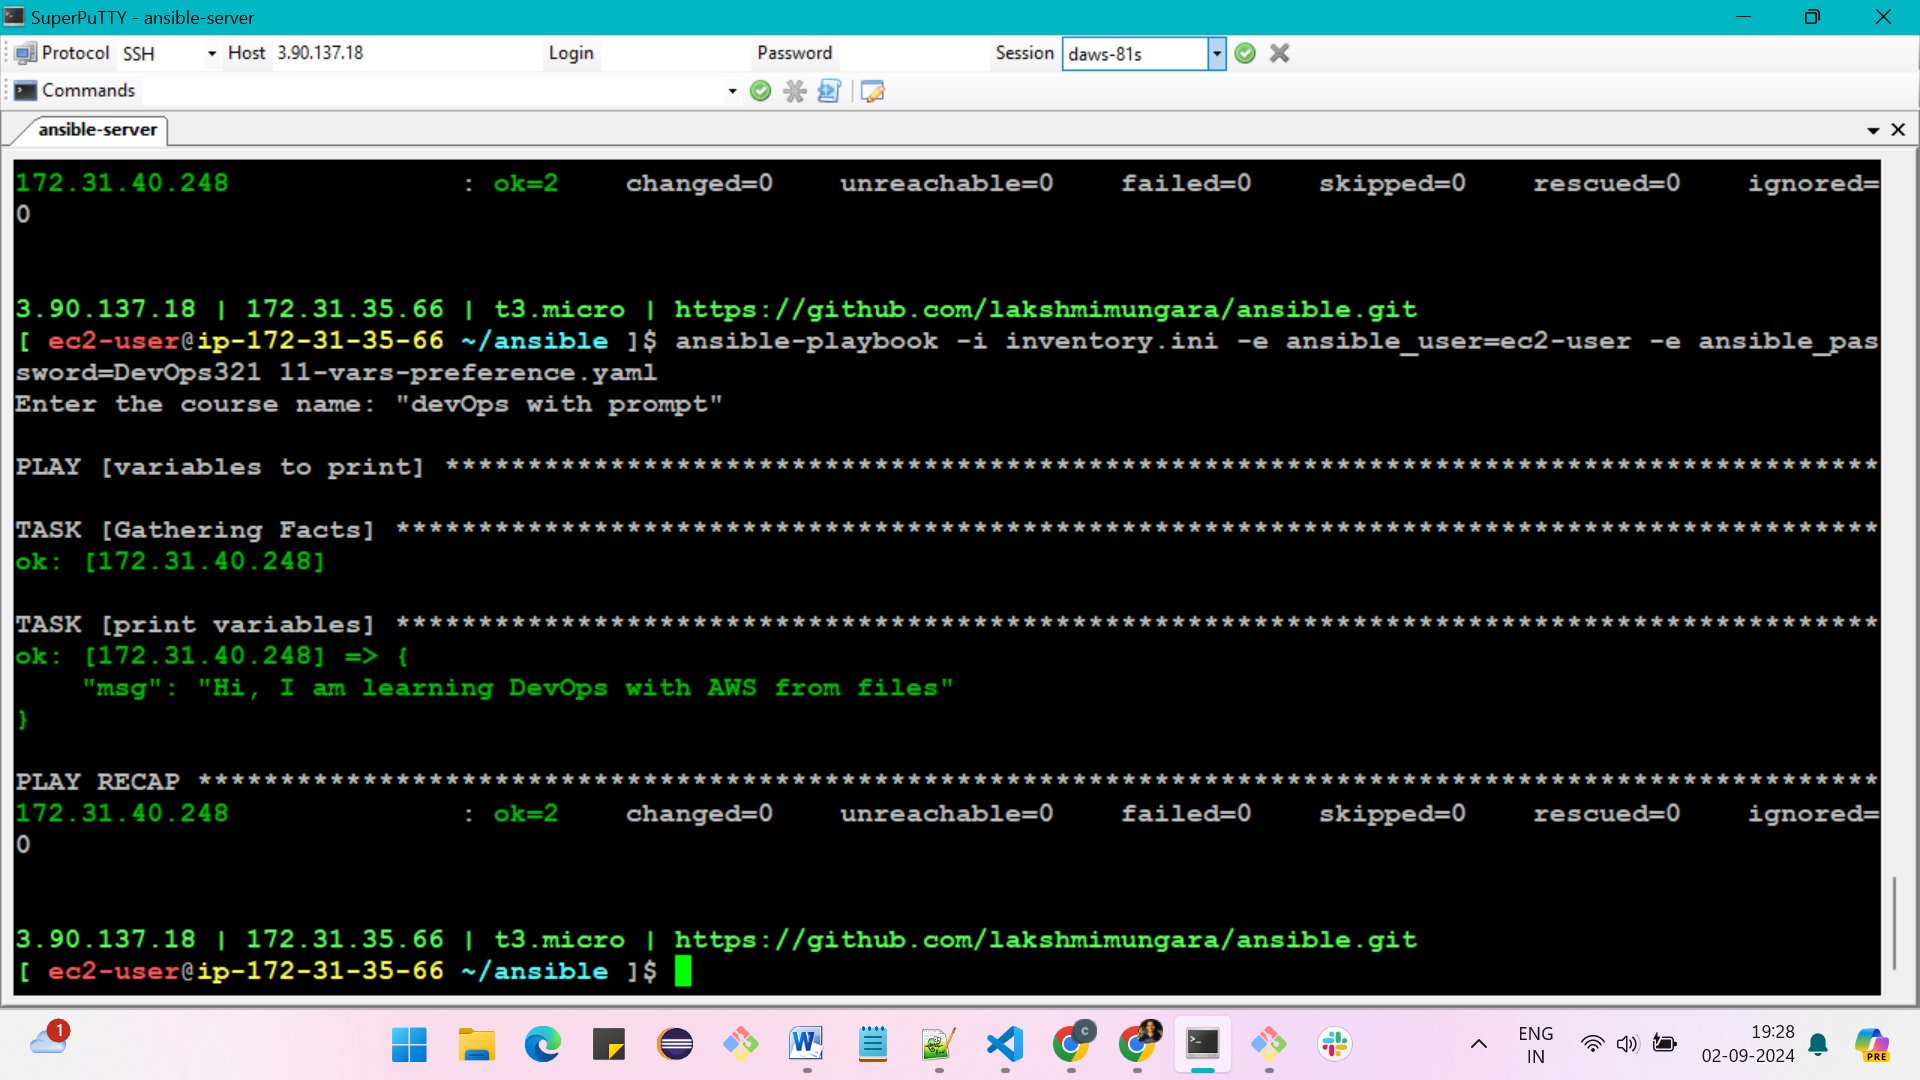 SuperPuTTY - ansible-server
Protocol SSH Host 3.90.137.18 Login Password Session daws-81s
Commands
ansible-server
172.31.40.248 : ok=2 changed=0 unreachable=0 failed=0 skipped=0 rescued=0 ignored=
0
3.90.137.18 | 172.31.35.66 | t3.micro | https://github.com/lakshmimungara/ansible.git
[ ec2-user@ip-172-31-35-66 ~/ansible ]$ ansible-playbook -i inventory.ini -e ansible_user=ec2-user -e ansible_pas
sword=DevOps321 11-vars-preference.yaml
Enter the course name: "devOps with prompt"
PLAY [variables to print] ***************************************************************************************
TASK [Gathering Facts] ******************************************************************************************
ok: [172.31.40.248]
TASK [print variables] ******************************************************************************************
ok: [172.31.40.248] => {
"msg": "Hi, I am learning DevOps with AWS from files"
}
PLAY RECAP ******************************************************************************************************
172.31.40.248 : ok=2 changed=0 unreachable=0 failed=0 skipped=0 rescued=0 ignored=
0
3.90.137.18 | 172.31.35.66 | t3.micro | https://github.com/lakshmimungara/ansible.git
[ ec2-user@ip-172-31-35-66 ~/ansible ]$
1
W
C
ENG
IN
19:28
02-09-2024
PRE